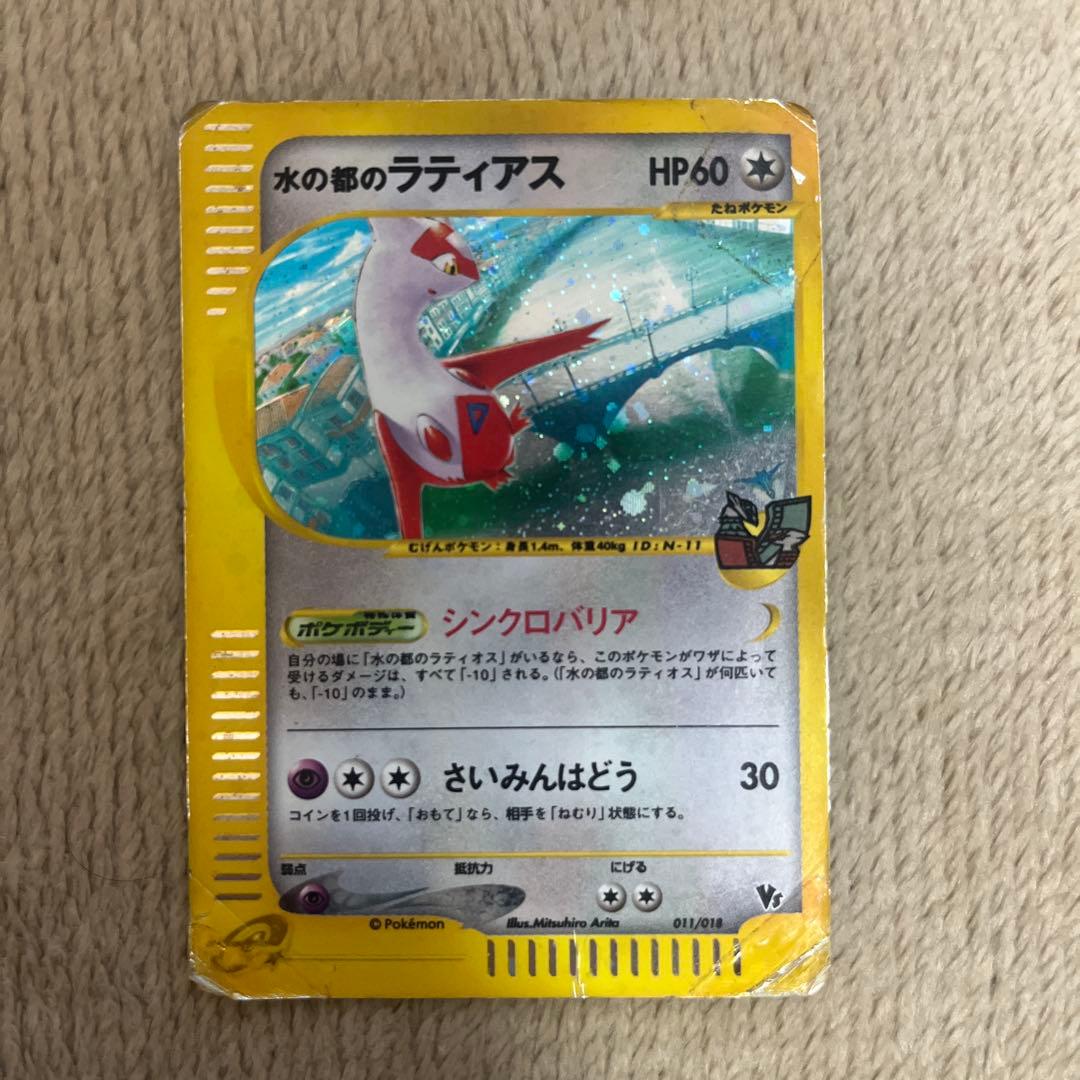 水の都のラティアス HP60
たねポケモン
むげんポケモン：身長1.4m、体重40kg ID：N-11
特殊体質
ポケボディー シンクロバリア
自分の場に「水の都のラティオス」がいるなら、このポケモンがワザによって
受けるダメージは、すべて「-10」される。（「水の都のラティオス」が何匹いて
も、「-10」のまま。）
さいみんはどう 30
コインを1回投げ、「おもて」なら、相手を「ねむり」状態にする。
弱点 抵抗力 にげる
VS
©Pokémon Illus.Mitsuhiro Arita 011/018